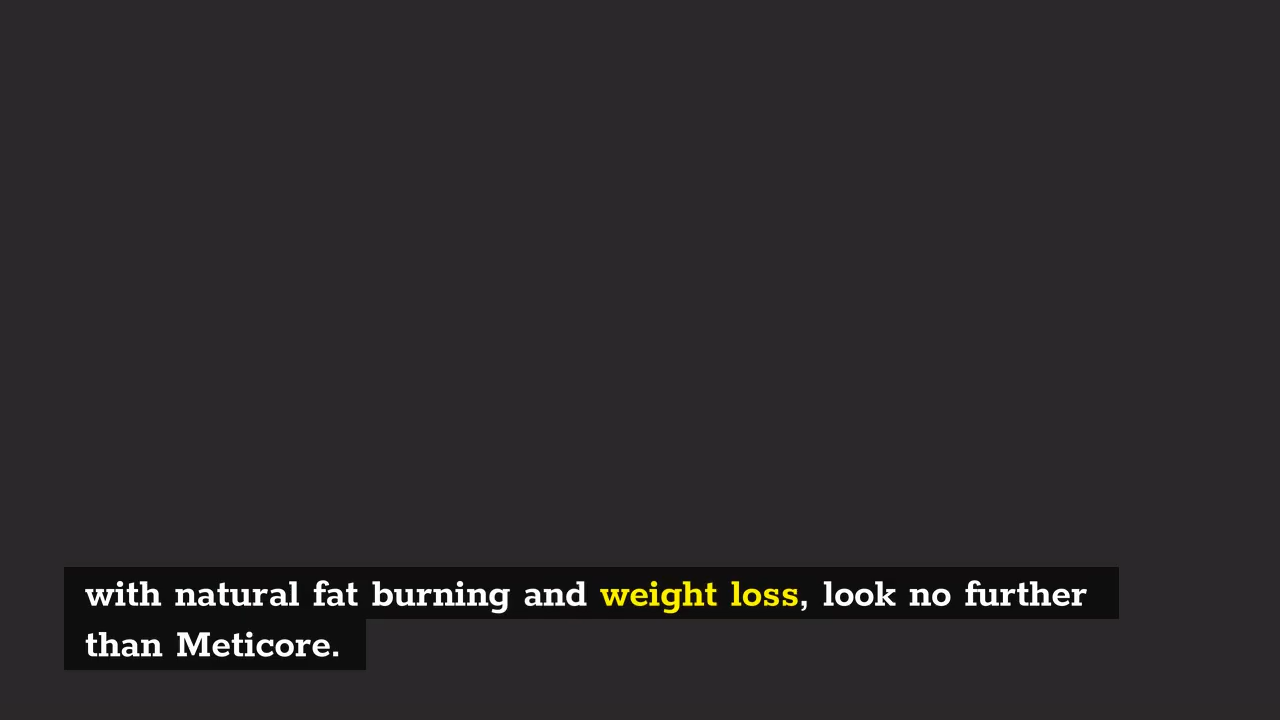 with natural fat burning and weight loss, look no further
than Meticore.